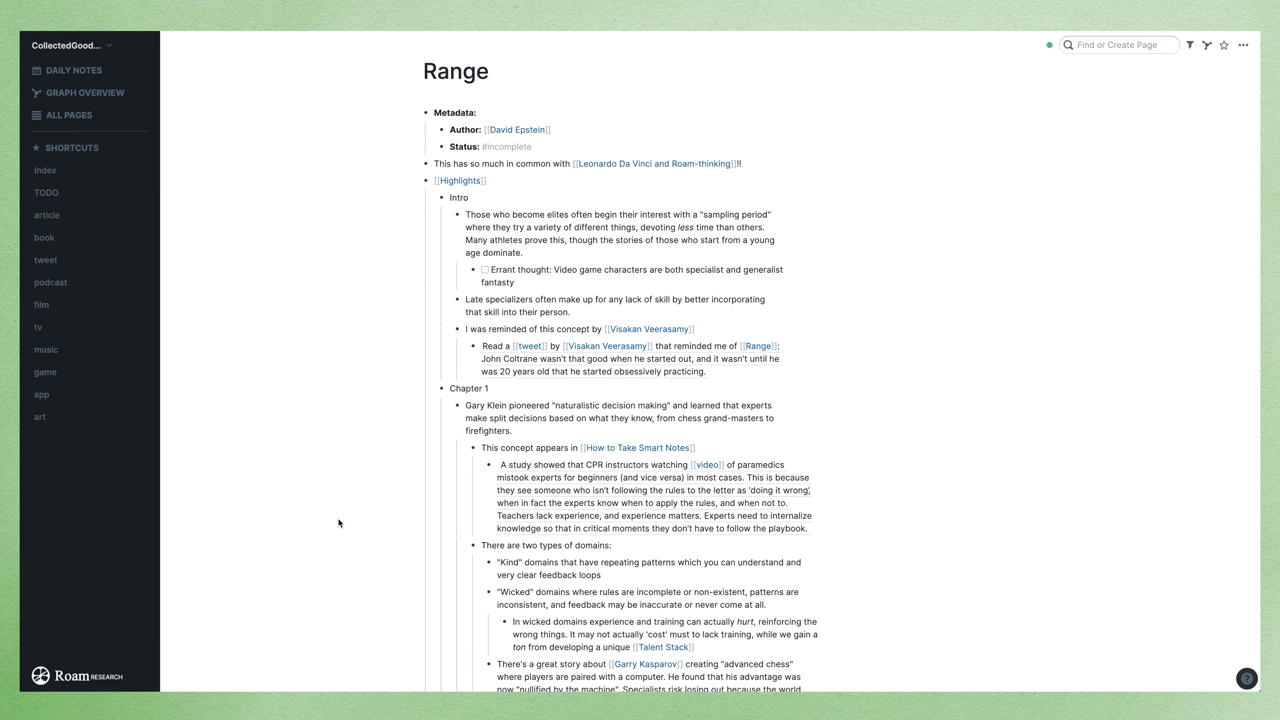 CollectedGood...
DAILY NOTES
GRAPH OVERVIEW
ALL PAGES
SHORTCUTS
Index
TODO
article
book
tweet
podcast
film
tv
music
game
app
art
Roam RESEARCH
Find or Create Page
Range
Metadata:
Author: [[David Epstein]]
Status: #incomplete
This has so much in common with [[Leonardo Da Vinci and Roam-thinking]]!!
[[Highlights]]
Intro
Those who become elites often begin their interest with a "sampling period"
where they try a variety of different things, devoting less time than others.
Many athletes prove this, though the stories of those who start from a young
age dominate.
Errant thought: Video game characters are both specialist and generalist
fantasty
Late specializers often make up for any lack of skill by better incorporating
that skill into their person.
I was reminded of this concept by [[Visakan Veerasamy]]
Read a [[tweet]] by [[Visakan Veerasamy]] that reminded me of [[Range]]:
John Coltrane wasn't that good when he started out, and it wasn't until he
was 20 years old that he started obsessively practicing.
Chapter 1
Gary Klein pioneered "naturalistic decision making" and learned that experts
make split decisions based on what they know, from chess grand-masters to
firefighters.
This concept appears in [[How to Take Smart Notes]]
A study showed that CPR instructors watching [[video]] of paramedics
mistook experts for beginners (and vice versa) in most cases. This is because
they see someone who isn't following the rules to the letter as 'doing it wrong',
when in fact the experts know when to apply the rules, and when not to.
Teachers lack experience, and experience matters. Experts need to internalize
knowledge so that in critical moments they don't have to follow the playbook.
There are two types of domains:
"Kind" domains that have repeating patterns which you can understand and
very clear feedback loops
"Wicked" domains where rules are incomplete or non-existent, patterns are
inconsistent, and feedback may be inaccurate or never come at all.
In wicked domains experience and training can actually hurt, reinforcing the
wrong things. It may not actually 'cost' must to lack training, while we gain a
ton from developing a unique [[Talent Stack]]
There's a great story about [[Garry Kasparov]] creating "advanced chess"
where players are paired with a computer. He found that his advantage was
now "nullified by the machine". Specialists risk losing out because the world